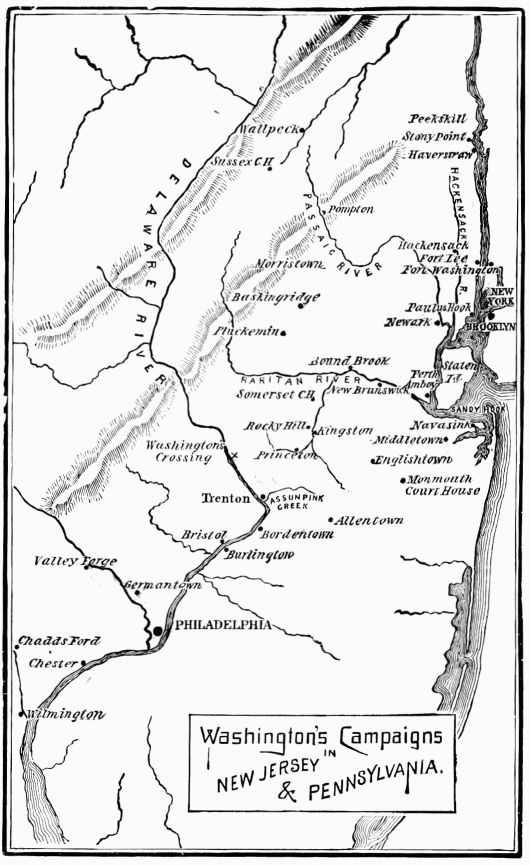 Peekskill
Stony Point
Haverstraw
Wallpeck
Sussex C.H
DELAWARE RIVER
HACKENSACK R.
Pompton
PASSAIC RIVER
Hackensack
Fort Lee
Fort Washington
Morristown
NEW
YORK
Baskingridge
Paulus Hook
Newark
BROOKLYN
Pluckemin
Bound Brook
Staten
Id
RARITAN RIVER
Perth
Amboy
New Brunswick
Somerset C.H
SANDY HOOK
Navasink
Rocky Hill
Kingston
Middletown
Washington's
Crossing
Princeton
Englishtown
Monmouth
Court House
Trenton
ASSUNPINK
CREEK
Allentown
Bristol
Bordentown
Burlington
Valley Forge
Germantown
PHILADELPHIA
Chadds Ford
Chester
Wilmington
Washington's Campaigns
IN
NEW JERSEY
& PENNSYLVANIA.